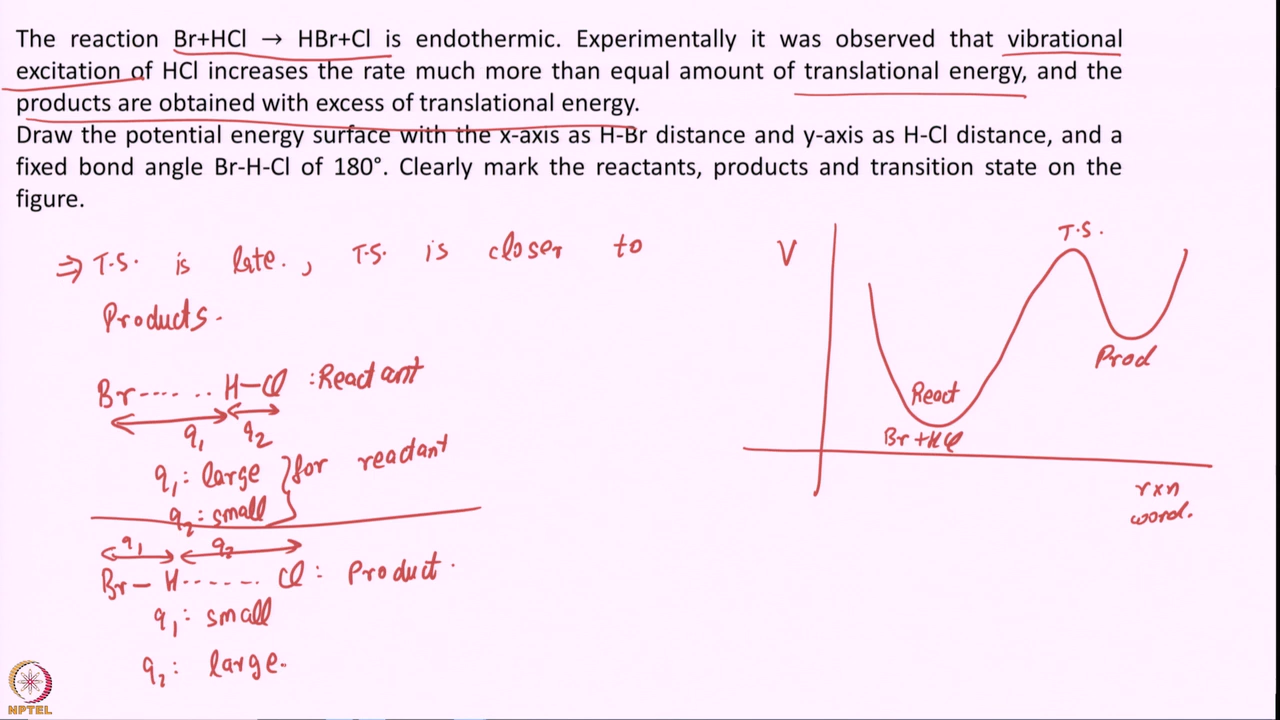 The reaction Br+HCl → HBr+Cl is endothermic. Experimentally it was observed that vibrational
excitation of HCl increases the rate much more than equal amount of translational energy, and the
products are obtained with excess of translational energy.
Draw the potential energy surface with the x-axis as H-Br distance and y-axis as H-Cl distance, and a
fixed bond angle Br-H-Cl of 180°. Clearly mark the reactants, products and transition state on the
figure.
⇒ T.S. is late., T.S. is closer to
Products.
Br...... H-Cl :Reactant
q₁ q₂
q₁: large } for readant
q₂: small
q₁ q₂
Br- H...... Cl: Product.
q₁: small
q₂: large.
V
T.S.
Prod
React
Br+HCl
rxn
word.
NPTEL